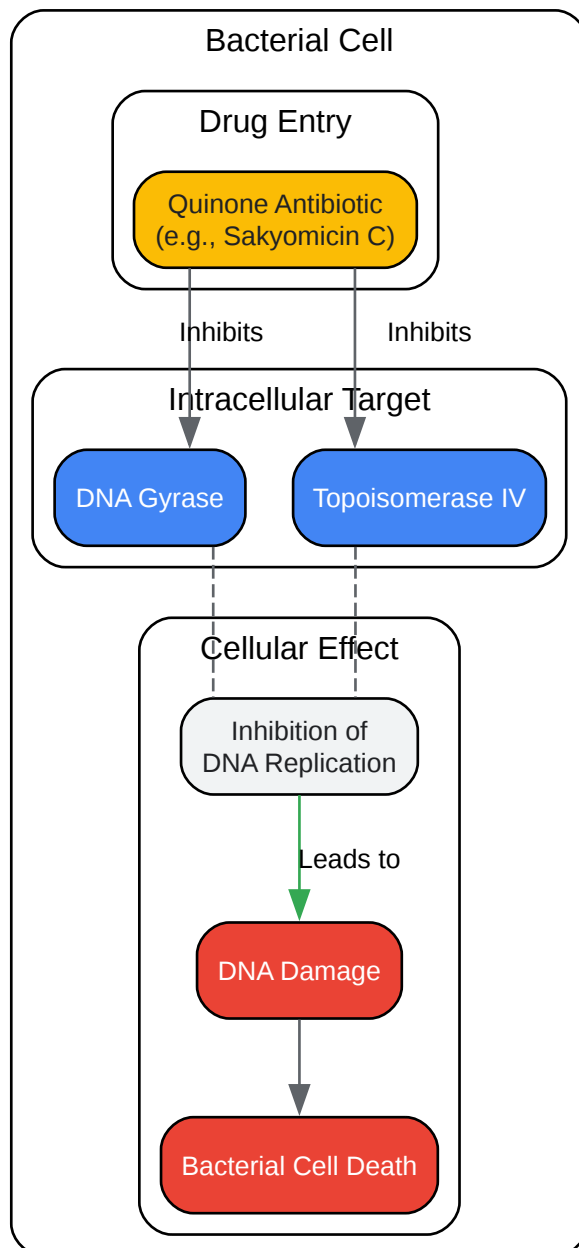 Bacterial Cell
Drug Entry
Quinone Antibiotic
(e.g., Sakyomicin C)
Inhibits
Inhibits
Intracellular Target
DNA Gyrase
Topoisomerase IV
Cellular Effect
Inhibition of
DNA Replication
Leads to
DNA Damage
Bacterial Cell Death